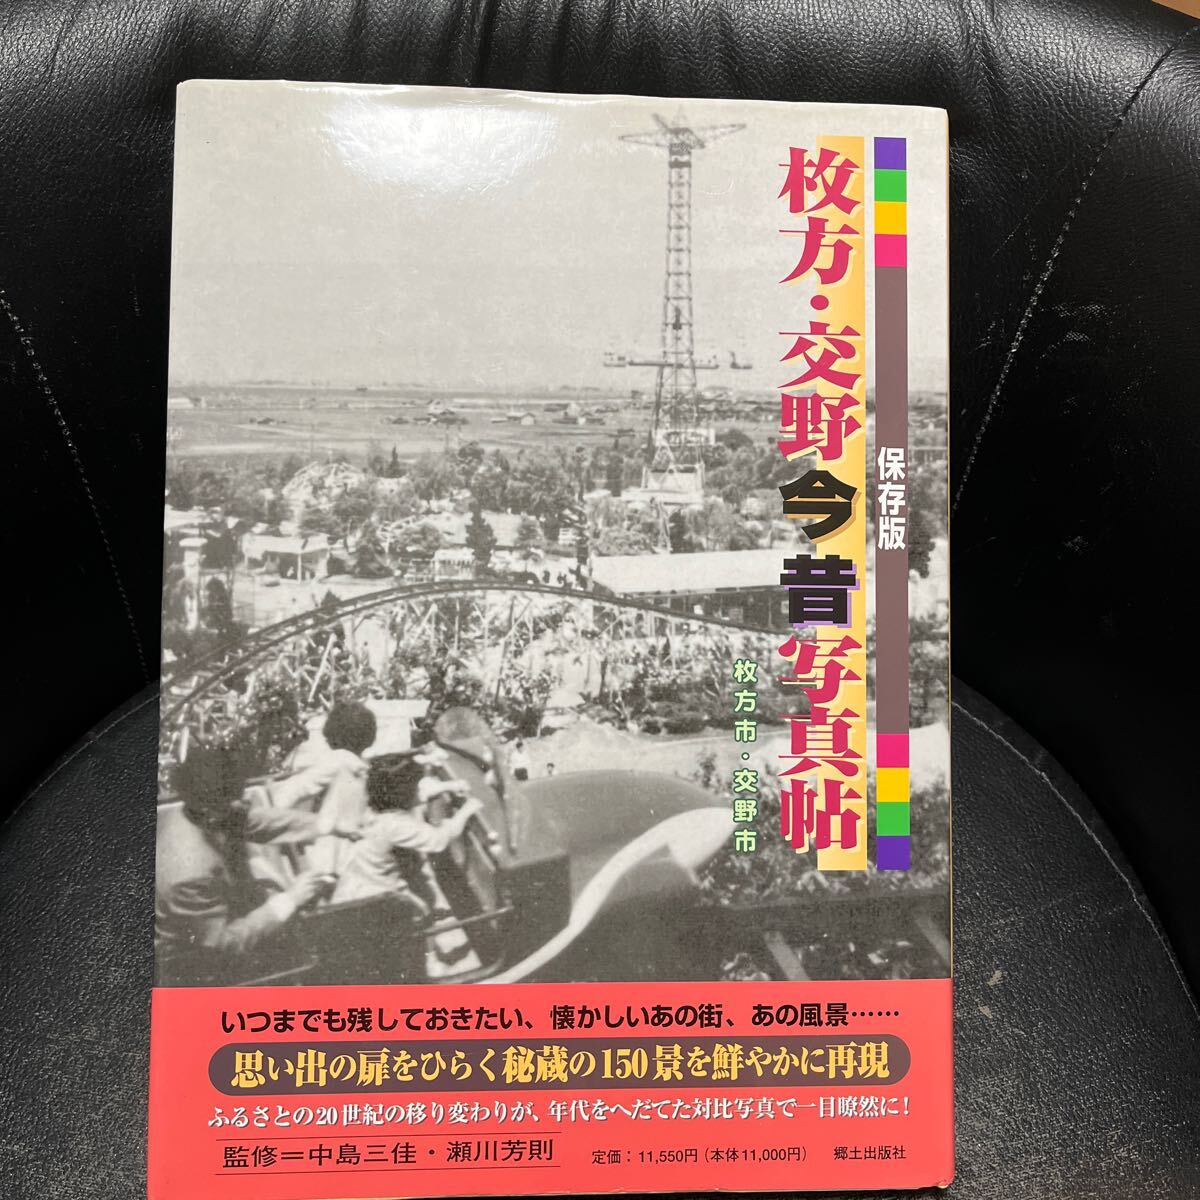 保存版
枚方・交野今昔写真帖
枚方市・交野市
いつまでも残しておきたい、懐かしいあの街、あの風景……
思い出の扉をひらく秘蔵の150景を鮮やかに再現
ふるさとの20世紀の移り変わりが、年代をへだてた対比写真で一目瞭然に!
監修＝中島三佳・瀬川芳則
定価：11,550円（本体11,000円） 郷土出版社